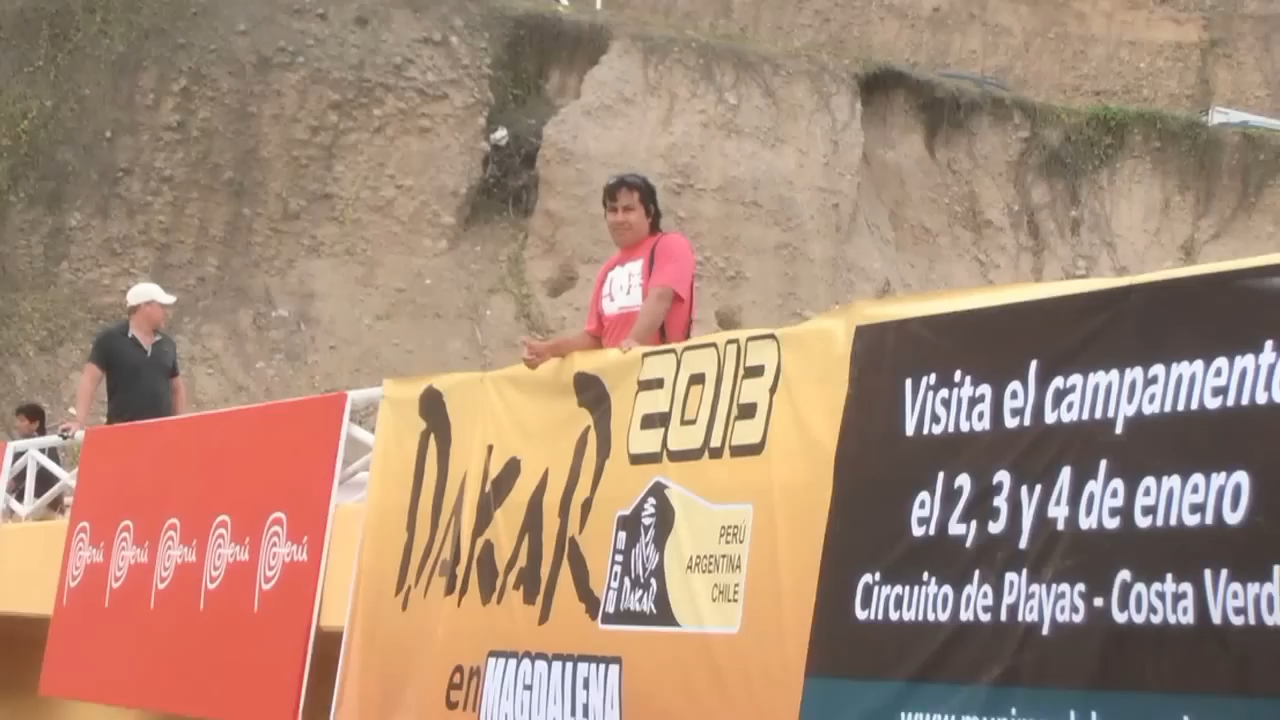 Perú Perú Perú Perú Perú
DAKAR 2013
2013 DAKAR
PERÚ
ARGENTINA
CHILE
en MAGDALENA
Visita el campamento
el 2, 3 y 4 de enero
Circuito de Playas - Costa Verd